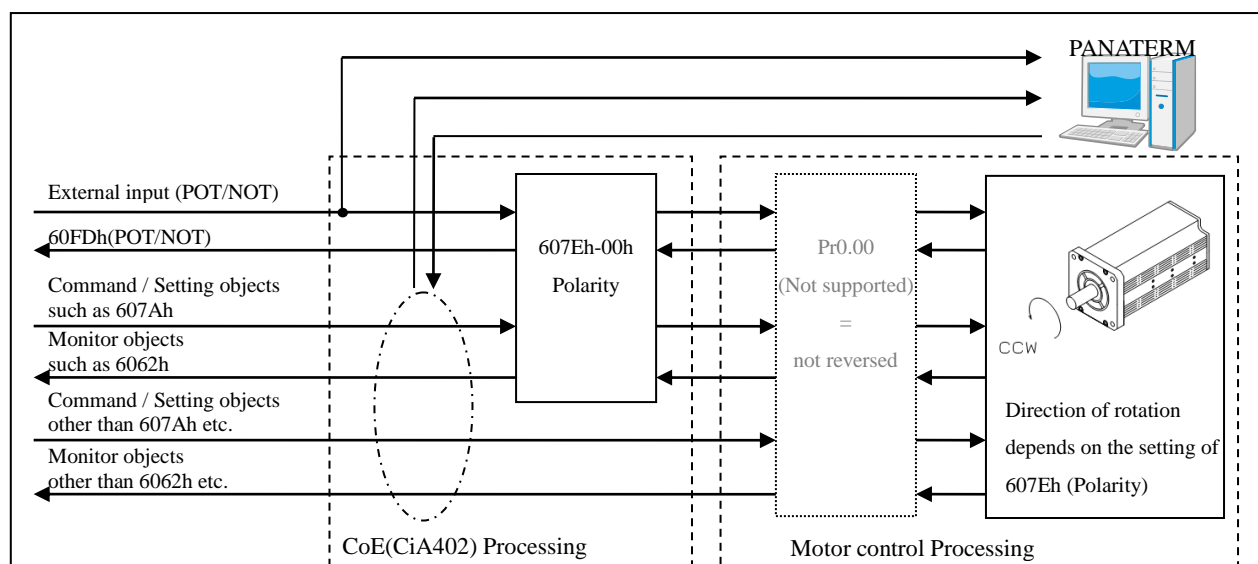 PANATERM
External input (POT/NOT)
60FDh(POT/NOT)
Command / Setting objects
such as 607Ah
Monitor objects
such as 6062h
Command / Setting objects
other than 607Ah etc.
Monitor objects
other than 6062h etc.
607Eh-00h
Polarity
CoE(CiA402) Processing
Pr0.00
(Not supported)
=
not reversed
CCW
Direction of rotation
depends on the setting of
607Eh (Polarity)
Motor control Processing